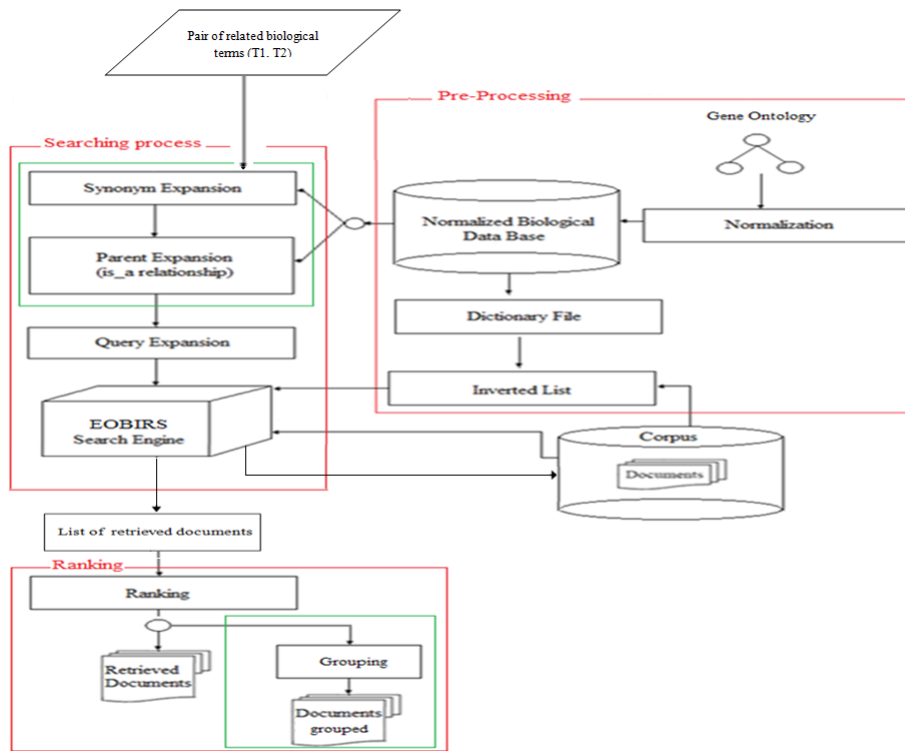 Pair of related biological
terms (T1, T2)
Pre-Processing
Gene Ontology
Searching process
Synonym Expansion
Normalized Biological
Data Base
Normalization
Parent Expansion
(is_a relationship)
Dictionary File
Query Expansion
Inverted List
EOBIRS
Search Engine
Corpus
Documents
List of retrieved documents
Ranking
Ranking
Grouping
Retrieved
Documents
Documents
grouped